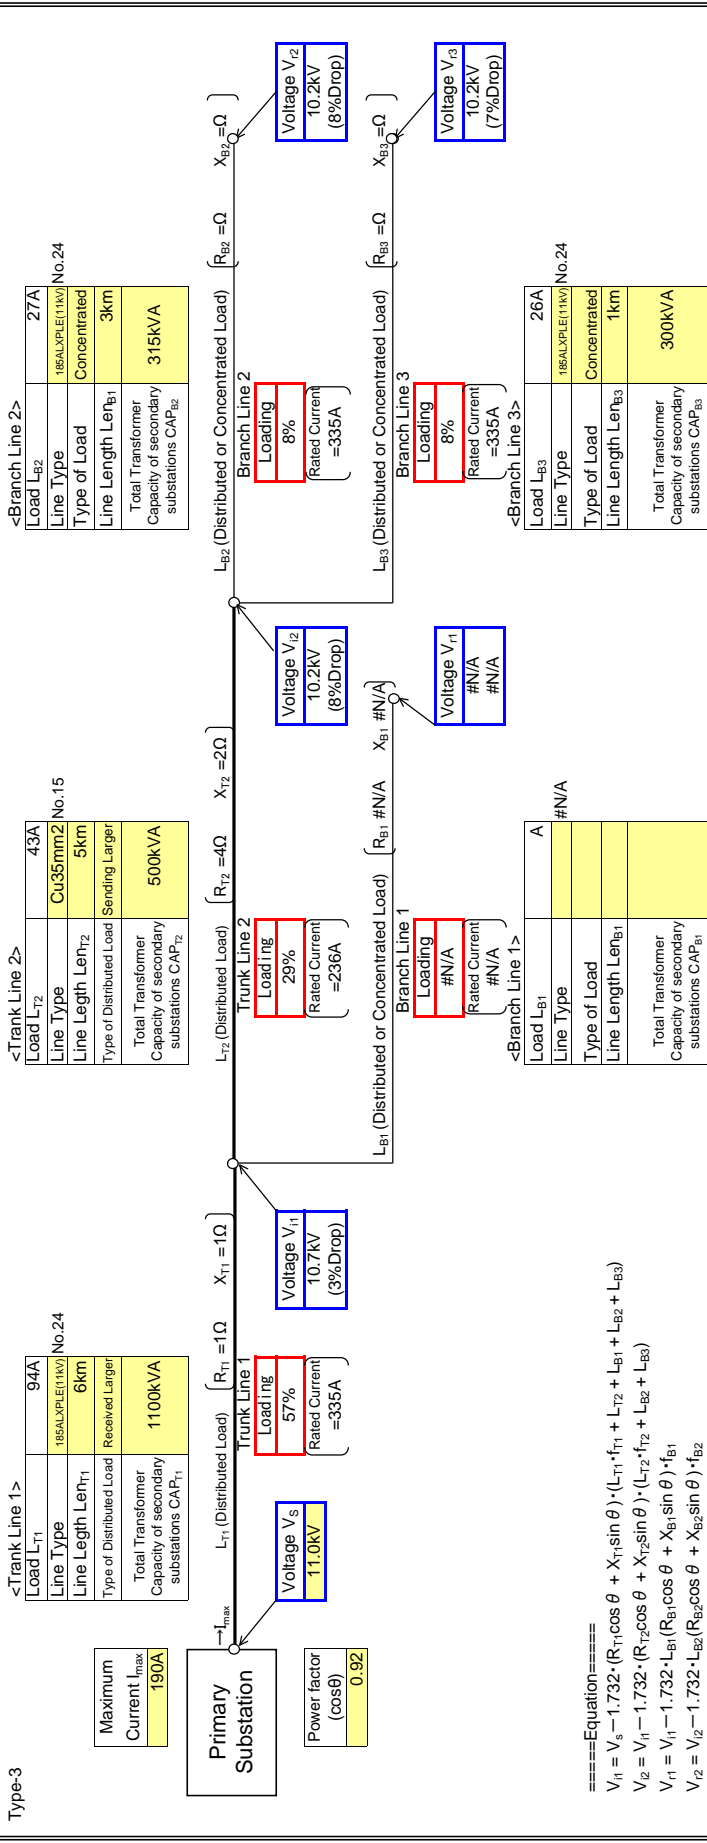 Type-3
Maximum
Current Imax
190A
Primary
Substation
Power factor
(cosθ)
0.92
→Imax
Voltage VS
11.0kV
<Trank Line 1>
Load LT1 94A
Line Type 185ALXPLE(11kV) No.24
Line Legth LenT1 6km
Type of Distributed Load Received Larger
Total Transformer
Capacity of secondary
substations CAPT1
1100kVA
LT1 (Distributed Load) RT1 =1Ω XT1 =1Ω
Trunk Line 1
Loading
57%
Rated Current
=335A
Voltage Vi1
10.7kV
(3%Drop)
<Trank Line 2>
Load LT2 43A
Line Type Cu35mm2 No.15
Line Legth LenT2 5km
Type of Distributed Load Sending Larger
Total Transformer
Capacity of secondary
substations CAPT2
500kVA
LT2 (Distributed Load) RT2 =4Ω XT2 =2Ω
Trunk Line 2
Loading
29%
Rated Current
=236A
Voltage Vi2
10.2kV
(8%Drop)
LB1 (Distributed or Concentrated Load) RB1 #N/A XB1 #N/A
Branch Line 1
Loading
#N/A
Rated Current
#N/A
Voltage Vr1
#N/A
#N/A
<Branch Line 1>
Load LB1 A
Line Type #N/A
Type of Load
Line Length LenB1
Total Transformer
Capacity of secondary
substations CAPB1
<Branch Line 2>
Load LB2 27A
Line Type 185ALXPLE(11kV) No.24
Type of Load Concentrated
Line Length LenB1 3km
Total Transformer
Capacity of secondary
substations CAPB2
315kVA
LB2 (Distributed or Concentrated Load) RB2 =Ω XB2 =Ω
Branch Line 2
Loading
8%
Rated Current
=335A
Voltage Vr2
10.2kV
(8%Drop)
LB3 (Distributed or Concentrated Load) RB3 =Ω XB3 =Ω
Branch Line 3
Loading
8%
Rated Current
=335A
Voltage Vr3
10.2kV
(7%Drop)
<Branch Line 3>
Load LB3 26A
Line Type 185ALXPLE(11kV) No.24
Type of Load Concentrated
Line Length LenB3 1km
Total Transformer
Capacity of secondary
substations CAPB3
300kVA
=====Equation=====
Vi1 = Vs−1.732・(RT1cosθ + XT1sinθ)・(LT1・fT1 + LT2 + LB1 + LB2 + LB3)
Vi2 = Vi1−1.732・(RT2cosθ + XT2sinθ)・(LT2・fT2 + LB2 + LB3)
Vr1 = Vi1−1.732・LB1(RB1cosθ + XB1sinθ)・fB1
Vr2 = Vi2−1.732・LB2(RB2cosθ + XB2sinθ)・fB2